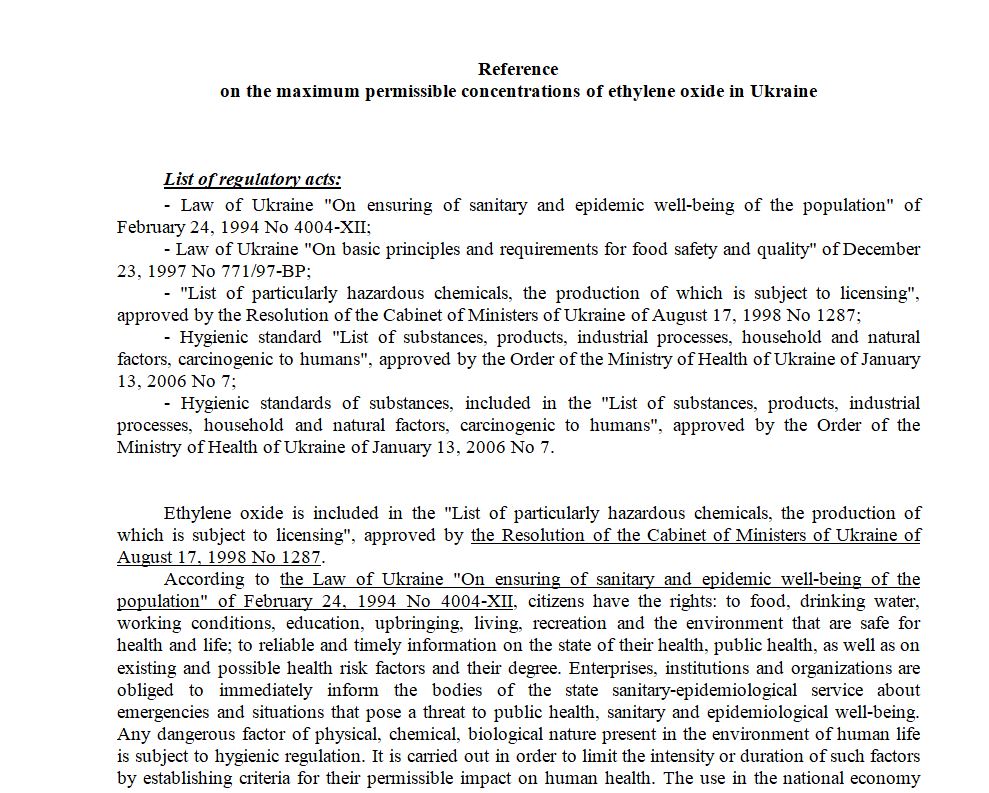 Reference
on the maximum permissible concentrations of ethylene oxide in Ukraine
List of regulatory acts:
- Law of Ukraine "On ensuring of sanitary and epidemic well-being of the population" of
February 24, 1994 No 4004-XII;
- Law of Ukraine "On basic principles and requirements for food safety and quality" of December
23, 1997 No 771/97-BP;
- "List of particularly hazardous chemicals, the production of which is subject to licensing",
approved by the Resolution of the Cabinet of Ministers of Ukraine of August 17, 1998 No 1287;
- Hygienic standard "List of substances, products, industrial processes, household and natural
factors, carcinogenic to humans", approved by the Order of the Ministry of Health of Ukraine of January
13, 2006 No 7;
- Hygienic standards of substances, included in the "List of substances, products, industrial
processes, household and natural factors, carcinogenic to humans", approved by the Order of the
Ministry of Health of Ukraine of January 13, 2006 No 7.
Ethylene oxide is included in the "List of particularly hazardous chemicals, the production of
which is subject to licensing", approved by the Resolution of the Cabinet of Ministers of Ukraine of
August 17, 1998 No 1287.
According to the Law of Ukraine "On ensuring of sanitary and epidemic well-being of the
population" of February 24, 1994 No 4004-XII, citizens have the rights: to food, drinking water,
working conditions, education, upbringing, living, recreation and the environment that are safe for
health and life; to reliable and timely information on the state of their health, public health, as well as on
existing and possible health risk factors and their degree. Enterprises, institutions and organizations are
obliged to immediately inform the bodies of the state sanitary-epidemiological service about
emergencies and situations that pose a threat to public health, sanitary and epidemiological well-being.
Any dangerous factor of physical, chemical, biological nature present in the environment of human life
is subject to hygienic regulation. It is carried out in order to limit the intensity or duration of such factors
by establishing criteria for their permissible impact on human health. The use in the national economy